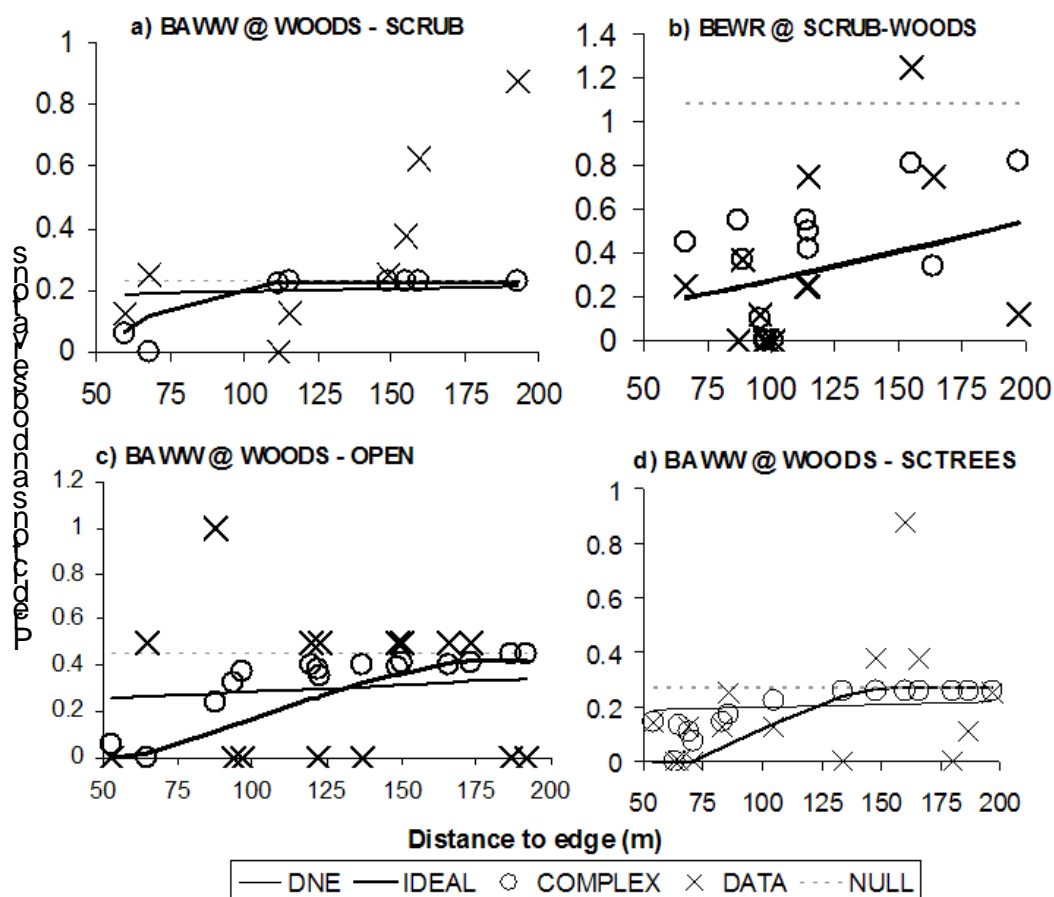 a) BAWW @ WOODS - SCRUB
1
0.8
0.6
0.4
0.2
0
50 75 100 125 150 175 200
b) BEWR @ SCRUB-WOODS
1.4
1.2
1
0.8
0.6
0.4
0.2
0
50 75 100 125 150 175 200
Predictions and observations
c) BAWW @ WOODS - OPEN
1.2
1
0.8
0.6
0.4
0.2
0
50 75 100 125 150 175 200
d) BAWW @ WOODS - SCTREES
1
0.8
0.6
0.4
0.2
0
50 75 100 125 150 175 200
Distance to edge (m)
DNE IDEAL COMPLEX DATA NULL